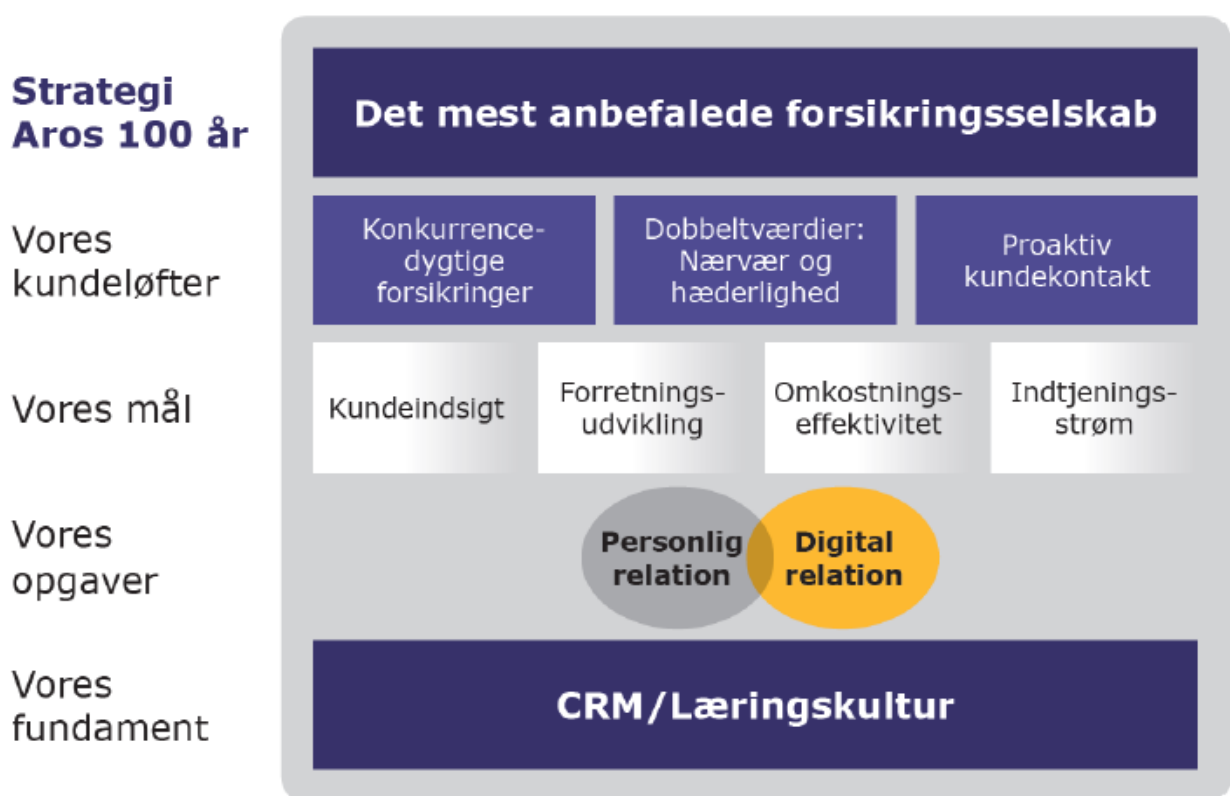 Strategi
Aros 100 år
Det mest anbefalede forsikringsselskab
Vores
kundeløfter
Konkurrence-
dygtige
forsikringer
Dobbeltværdier:
Nærvær og
hæderlighed
Proaktiv
kundekontakt
Vores mål
Kundeindsigt
Forretnings-
udvikling
Omkostnings-
effektivitet
Indtjenings-
strøm
Vores
opgaver
Personlig
relation
Digital
relation
Vores
fundament
CRM/Læringskultur